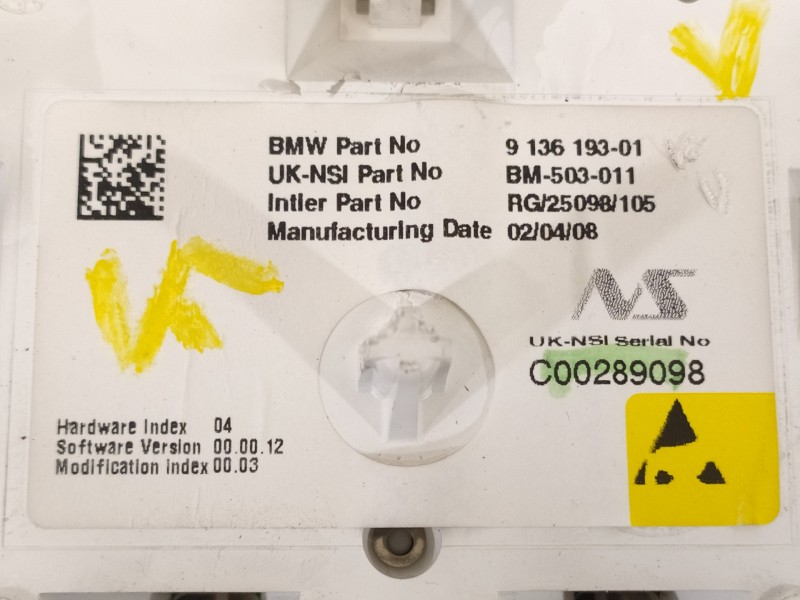 BMW Part No 9 136 193-01
UK-NSI Part No BM-503-011
Intier Part No RG/25098/105
Manufacturing Date 02/04/08
NS
UK-NSI Serial No
C00289098
Hardware Index 04
Software Version 00.00.12
Modification Index 00.03